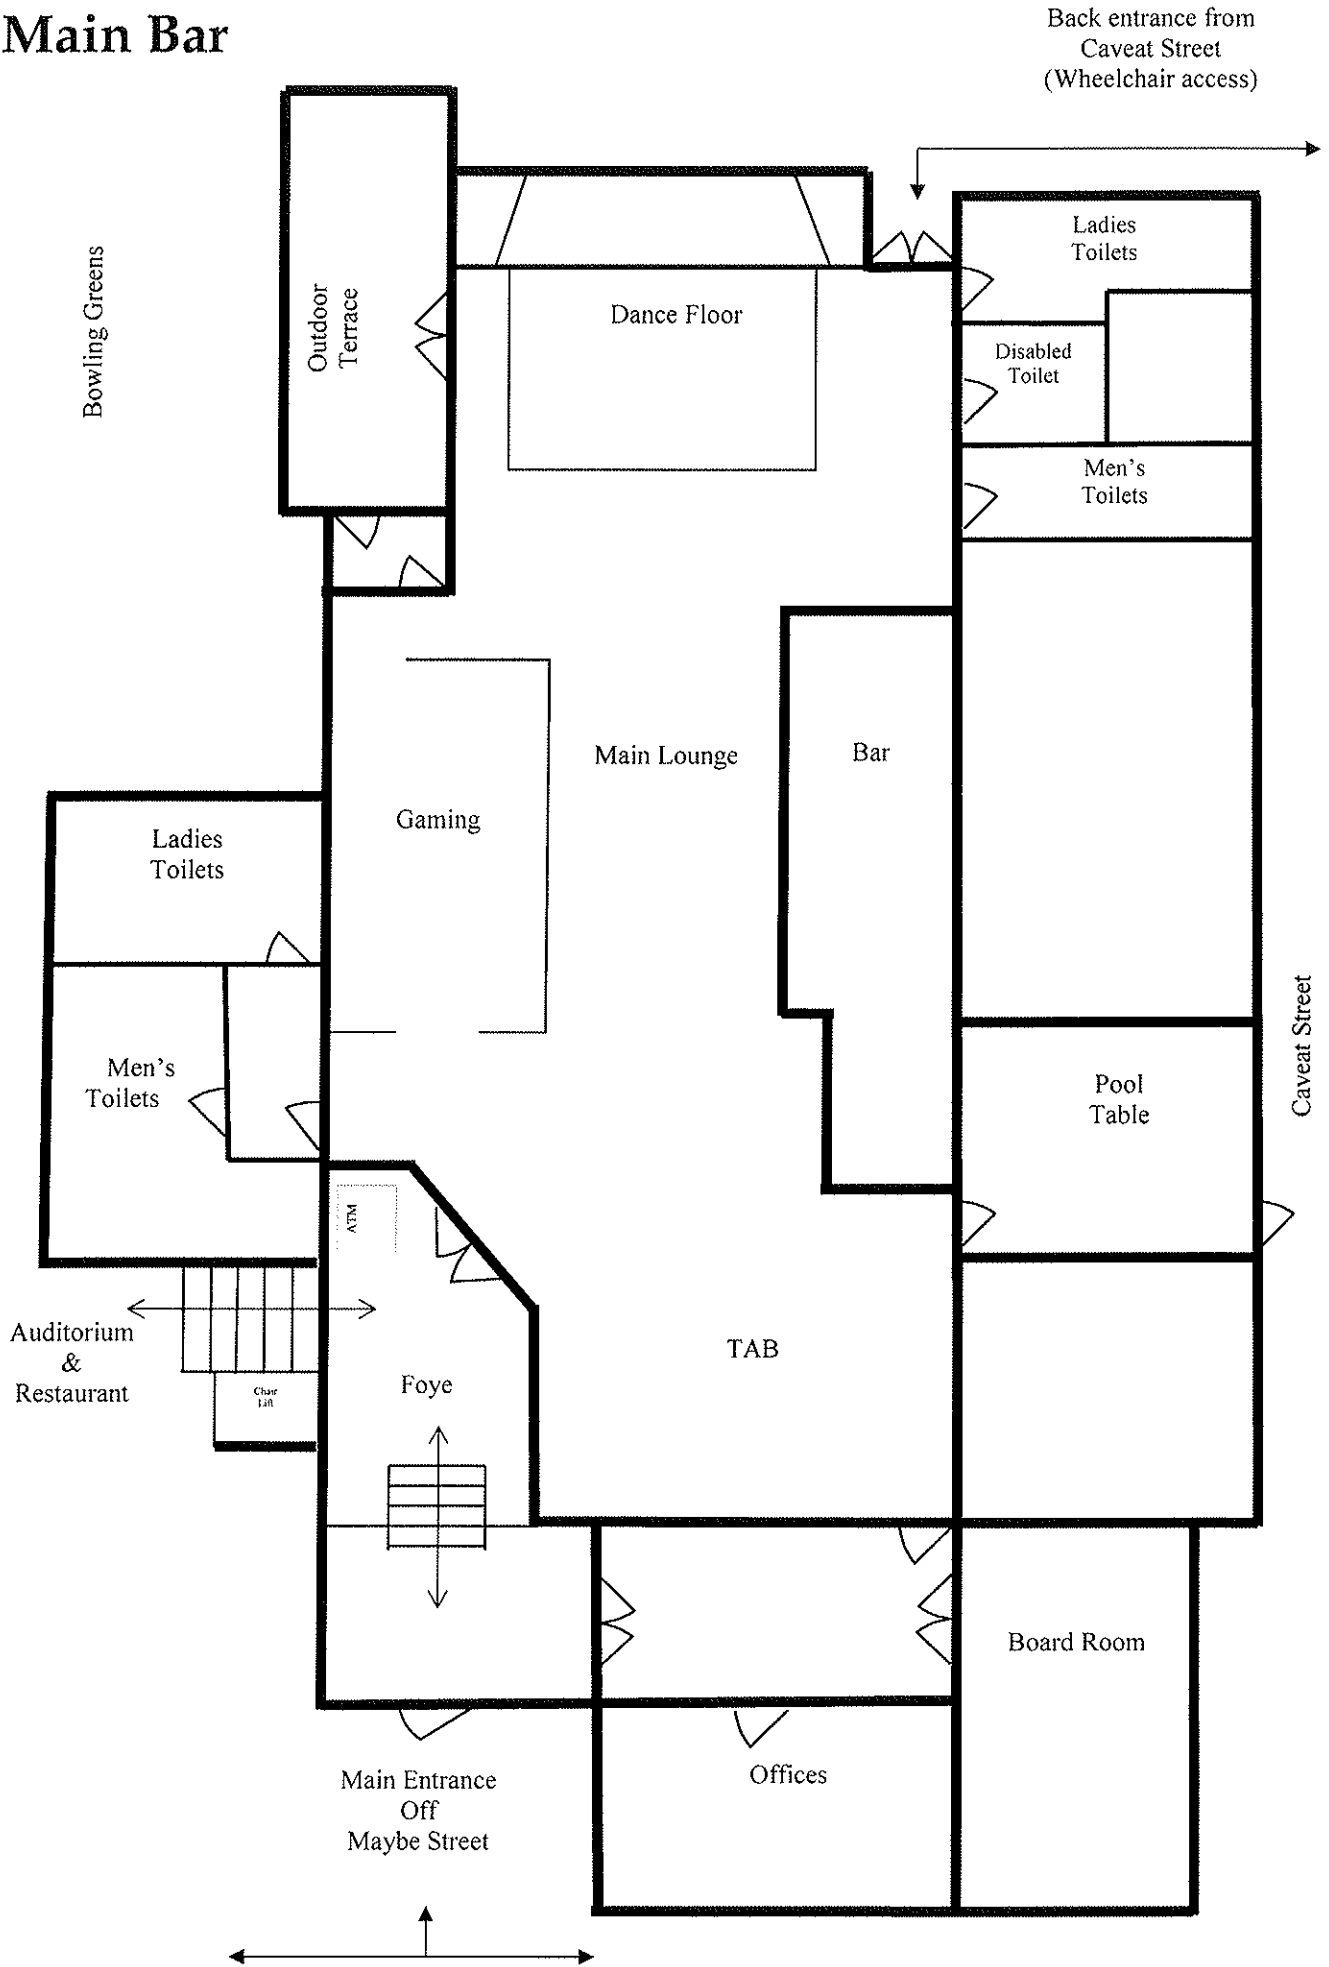 Main Bar
Back entrance from
Caveat Street
(Wheelchair access)
Ladies
Toilets
Bowling Greens
Outdoor
Terrace
Dance Floor
Disabled
Toilet
Men's
Toilets
Main Lounge
Bar
Gaming
Ladies
Toilets
Men's
Toilets
Pool
Table
Caveat Street
ATM
Auditorium
&
Restaurant
Chair
Lift
Foye
TAB
Board Room
Offices
Main Entrance
Off
Maybe Street